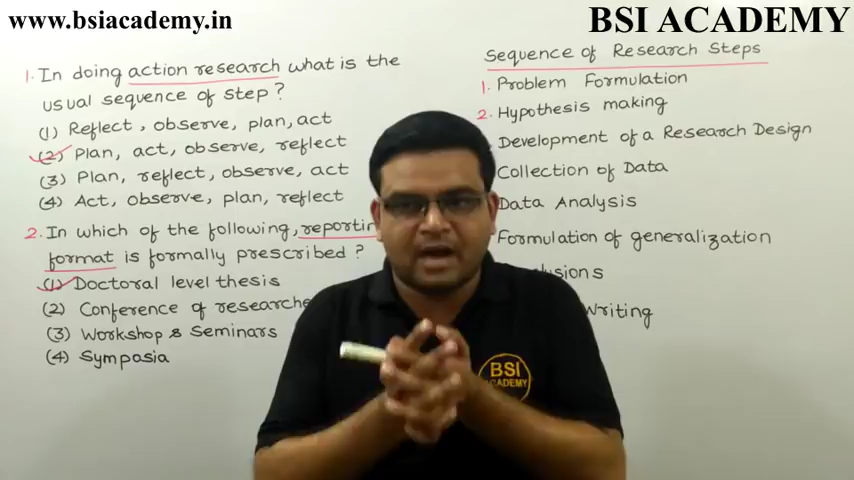 www.bsiacademy.in
BSI ACADEMY
1. In doing action research what is the
usual sequence of step?
(1) Reflect, observe, plan, act
(2) Plan, act, observe, reflect
(3) Plan, reflect, observe, act
(4) Act, observe, plan, reflect
2. In which of the following, reportin
format is formally prescribed?
(1) Doctoral level thesis
(2) Conference of researche
(3) Workshop & Seminars
(4) Symposia
Sequence of Research Steps
1. Problem Formulation
2. Hypothesis making
Development of a Research Design
Collection of Data
Data Analysis
Formulation of generalization
Writing
BSI
ACADEMY